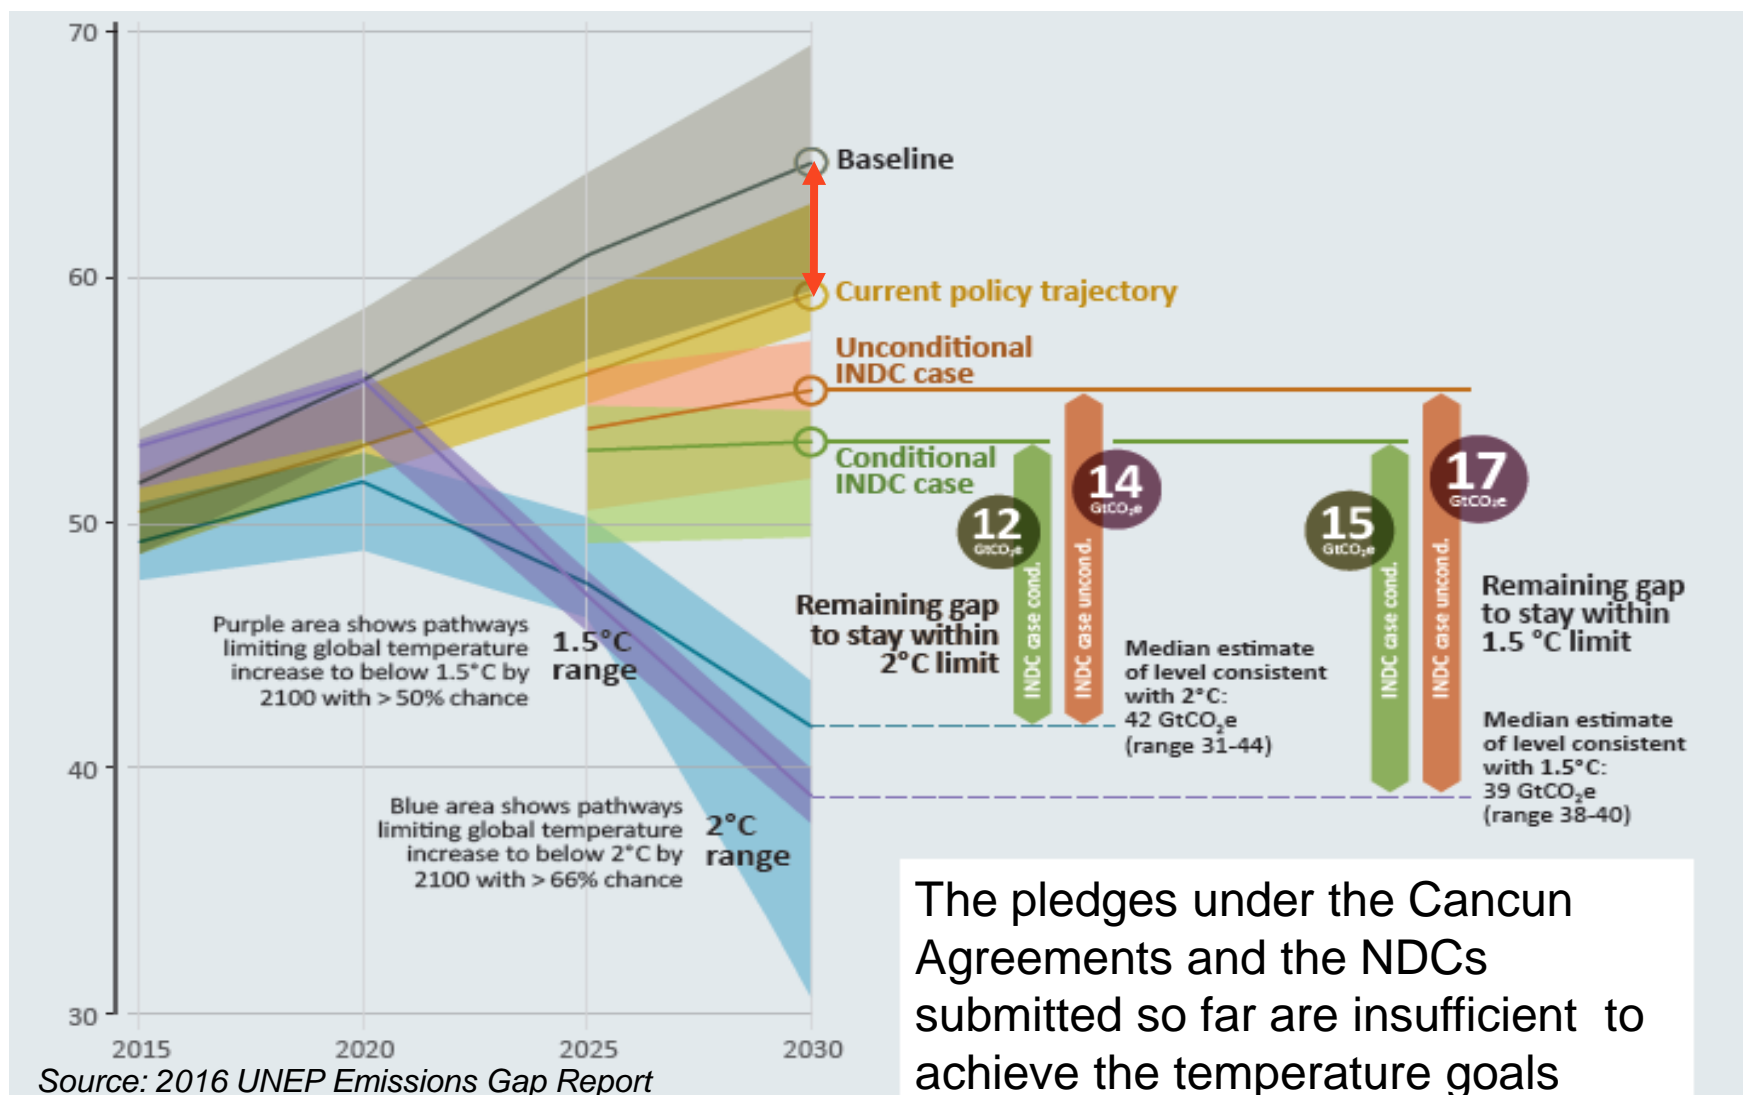 70
60
50
40
30
2015
2020
2025
2030
Baseline
Current policy trajectory
Unconditional
INDC case
Conditional
INDC case
12
GtCO₂e
14
GtCO₂e
15
GtCO₂e
17
GtCO₂e
INDC case cond.
INDC case uncond.
INDC case cond.
INDC case uncond.
Remaining gap
to stay within
2°C limit
Remaining gap
to stay within
1.5 °C limit
Median estimate
of level consistent
with 2°C:
42 GtCO₂e
(range 31-44)
Median estimate
of level consistent
with 1.5°C:
39 GtCO₂e
(range 38-40)
Purple area shows pathways
limiting global temperature
increase to below 1.5°C by
2100 with > 50% chance
1.5°C
range
Blue area shows pathways
limiting global temperature
increase to below 2°C by
2100 with > 66% chance
2°C
range
The pledges under the Cancun
Agreements and the NDCs
submitted so far are insufficient to
achieve the temperature goals
Source: 2016 UNEP Emissions Gap Report